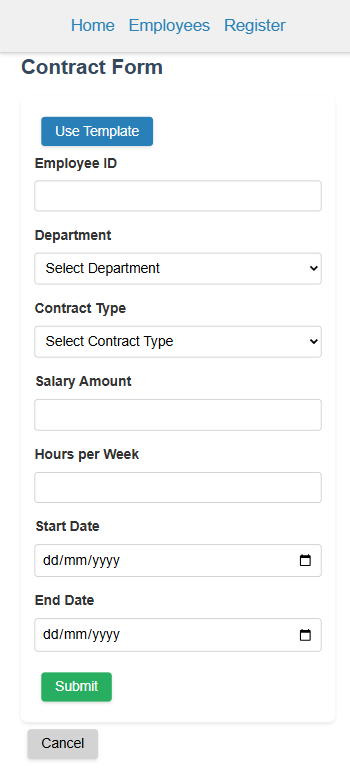 Home Employees Register
Contract Form
Use Template
Employee ID
Department
Select Department
Contract Type
Select Contract Type
Salary Amount
Hours per Week
Start Date
dd/mm/yyyy
End Date
dd/mm/yyyy
Submit
Cancel